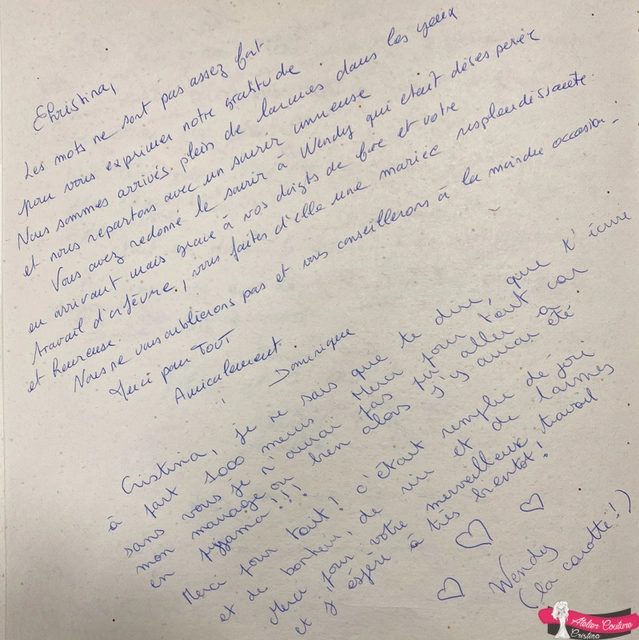 Christina,
Les mots ne sont pas assez fort
pour vous exprimer notre gratitude
Nous sommes arrivés plein de larmes dans les yeux
et nous repartons avec un sourir immense
Vous avez redonné le sourir à Wendy qui était désespérée
en arrivant mais grace à vos doigts de fée et votre
travail d'orfèvre, vous faites d'elle une mariée resplendissante
et heureuse.
Nous ne vous oublierons pas et vous conseillerons à la moindre occasion.
Merci pour TOUT
Amicalement
Dominique
Cristina, je ne sais que te dire, que t'écrire
à part 1000 mercis Merci pour tout car
sans vous je n'aurai pas pu aller à
mon mariage ou bien alors j'y aurai été
en pyjama!!!
Merci pour tout! c'était remplie de joie
et de bonheur, de rire et de larmes
Merci pour votre merveilleux travail
et j'éspère à très bientôt!
Wendy
(la carotte!)
Atelier Couture
Cristina